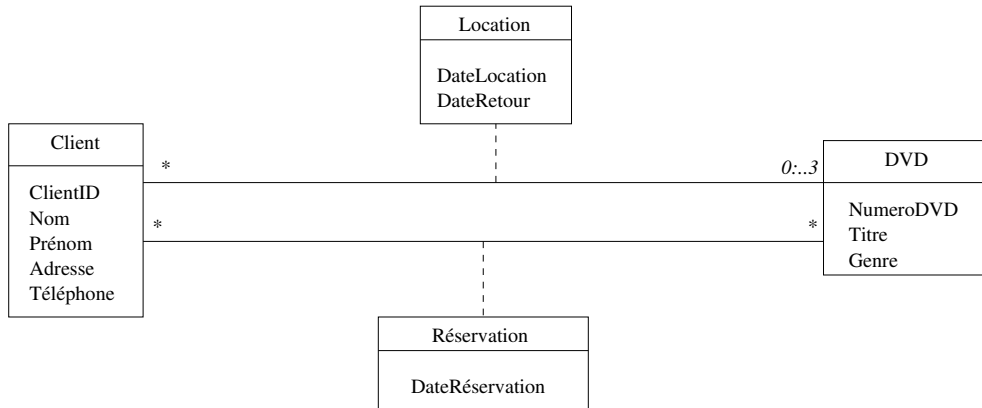 Location
DateLocation
DateRetour
Client
ClientID
Nom
Prénom
Adresse
Téléphone
*
0:..3
*
*
DVD
NumeroDVD
Titre
Genre
Réservation
DateRéservation